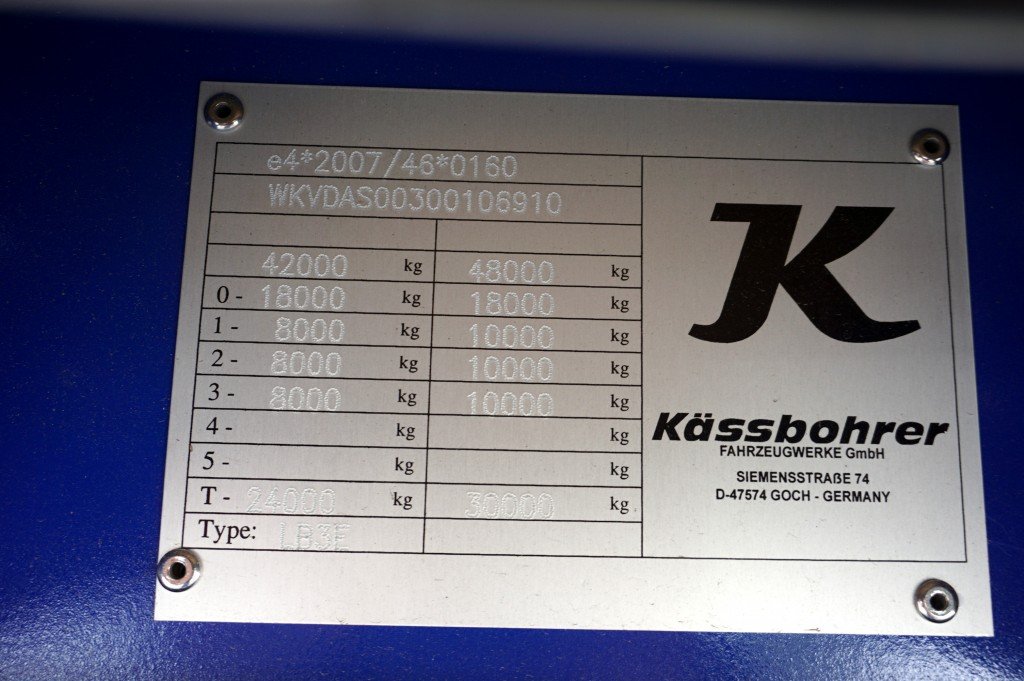 e4*2007/46*0160
WKVDAS00300106910
42000 kg 48000 kg
0 - 18000 kg 18000 kg
1 - 8000 kg 10000 kg
2 - 8000 kg 10000 kg
3 - 8000 kg 10000 kg
4 - kg kg
5 - kg kg
T - 24000 kg 30000 kg
Type: LB3E
K
Kässbohrer
FAHRZEUGWERKE GmbH
SIEMENSSTRAßE 74
D-47574 GOCH - GERMANY